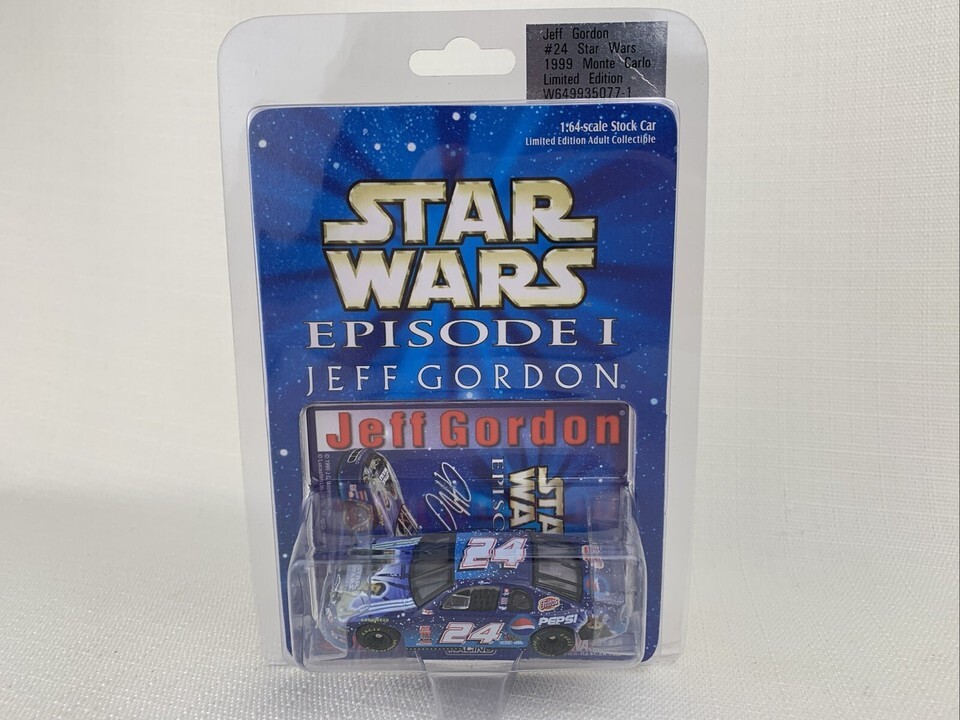 Jeff Gordon
#24 Star Wars
1999 Monte Carlo
Limited Edition
W649935077-1
1:64-scale Stock Car
Limited Edition Adult Collectible
STAR
WARS
EPISODE I
JEFF GORDON
Jeff Gordon
24
24
PEPSI
RACING